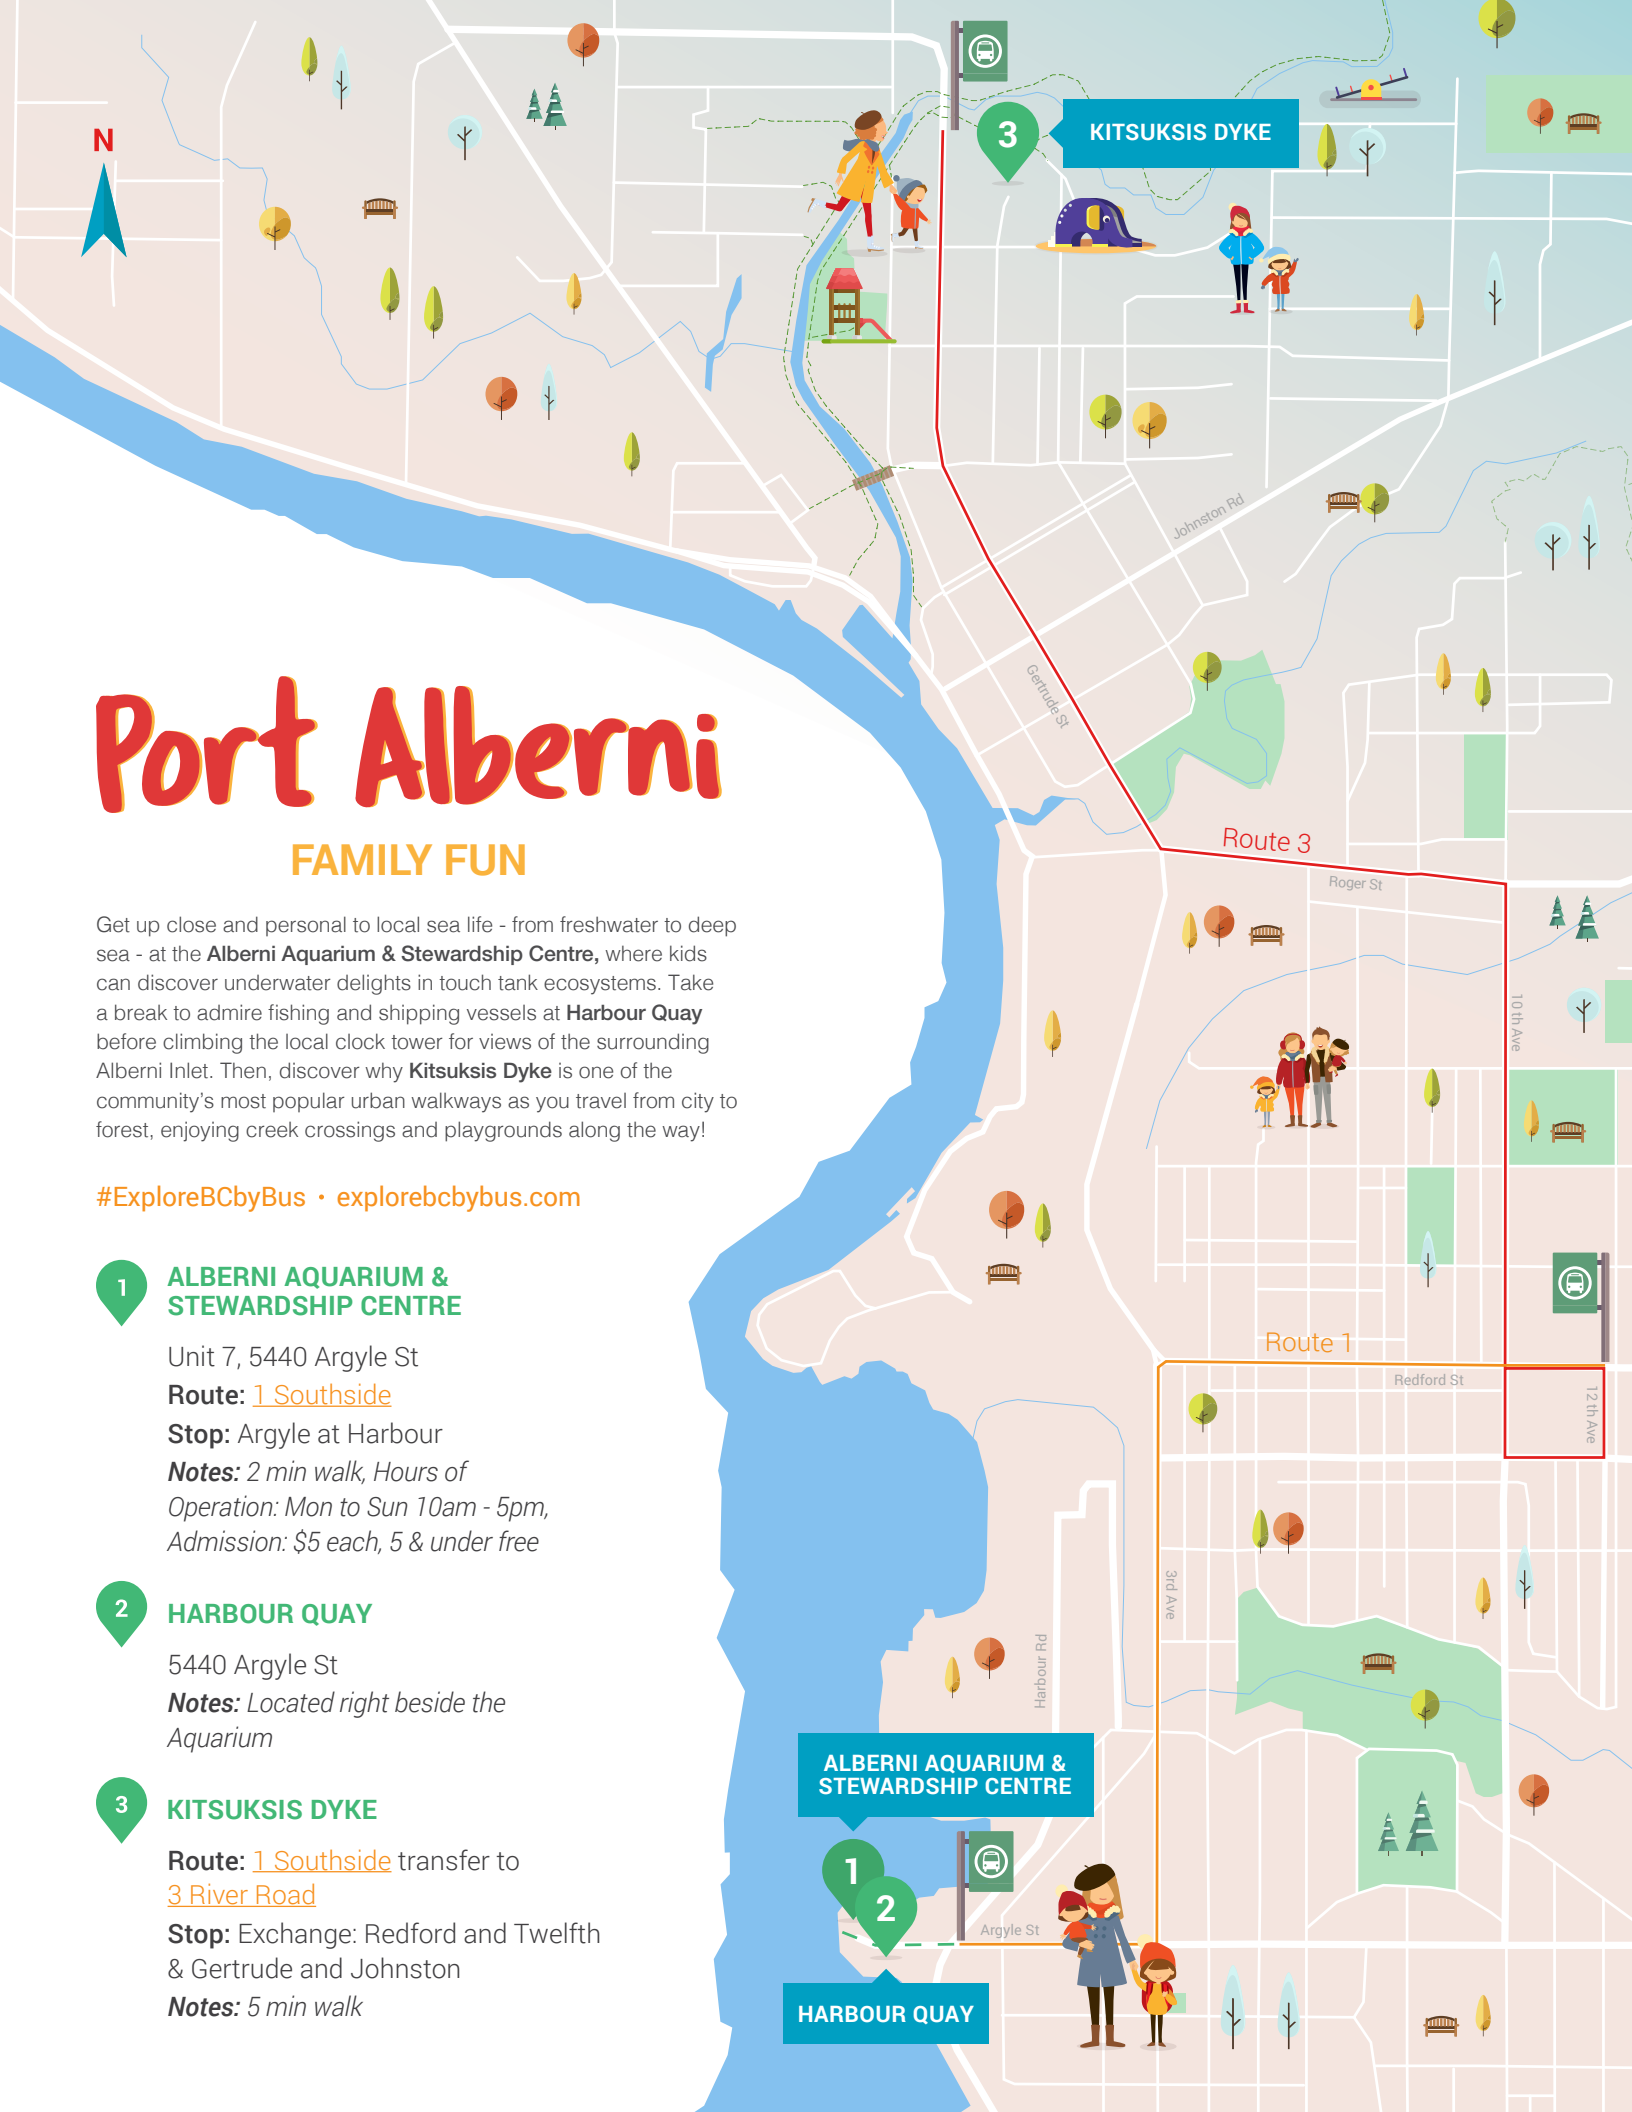 N
3
KITSUKSIS DYKE
Johnston Rd
Gertrude St
Port Alberni
FAMILY FUN
Get up close and personal to local sea life - from freshwater to deep
sea - at the Alberni Aquarium & Stewardship Centre, where kids
can discover underwater delights in touch tank ecosystems. Take
a break to admire fishing and shipping vessels at Harbour Quay
before climbing the local clock tower for views of the surrounding
Alberni Inlet. Then, discover why Kitsuksis Dyke is one of the
community's most popular urban walkways as you travel from city to
forest, enjoying creek crossings and playgrounds along the way!
#ExploreBCbyBus • explorebcbybus.com
1
ALBERNI AQUARIUM &
STEWARDSHIP CENTRE
Unit 7, 5440 Argyle St
Route: 1 Southside
Stop: Argyle at Harbour
Notes: 2 min walk, Hours of
Operation: Mon to Sun 10am - 5pm,
Admission: $5 each, 5 & under free
2
HARBOUR QUAY
5440 Argyle St
Notes: Located right beside the
Aquarium
3
KITSUKSIS DYKE
Route: 1 Southside transfer to
3 River Road
Stop: Exchange: Redford and Twelfth
& Gertrude and Johnston
Notes: 5 min walk
Route 3
Roger St
10 th Ave
Route 1
Redford St
12 th Ave
3rd Ave
Harbour Rd
ALBERNI AQUARIUM &
STEWARDSHIP CENTRE
1
2
Argyle St
HARBOUR QUAY